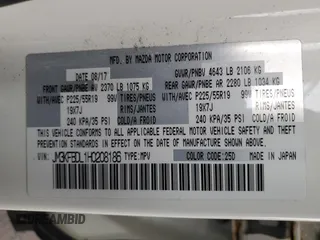 MFD. BY MAZDA MOTOR CORPORATION
DATE 08/17 GVWR/PNBV 4643 LB 2106 KG
FRONT GAWR/PNBE AV 2370 LB 1075 KG REAR GAWR/PNBE AR 2280 LB 1034 KG
WITH/AVEC P225/55R19 99V TIRES/PNEUS WITH/AVEC P225/55R19 99V TIRES/PNEUS
19X7J RIMS/JANTES 19X7J RIMS/JANTES
240 KPA/35 PSI COLD/A FROID 240 KPA/35 PSI COLD/A FROID
THIS VEHICLE CONFORMS TO ALL APPLICABLE FEDERAL MOTOR VEHICLE SAFETY, BUMPER, AND THEFT PREVENTION STANDARDS IN EFFECT ON THE DATE OF MANUFACTURE SHOWN ABOVE.
JM3KFBDL1H0208186 TYPE:MPV
COLOR CODE:25D MADE IN JAPAN